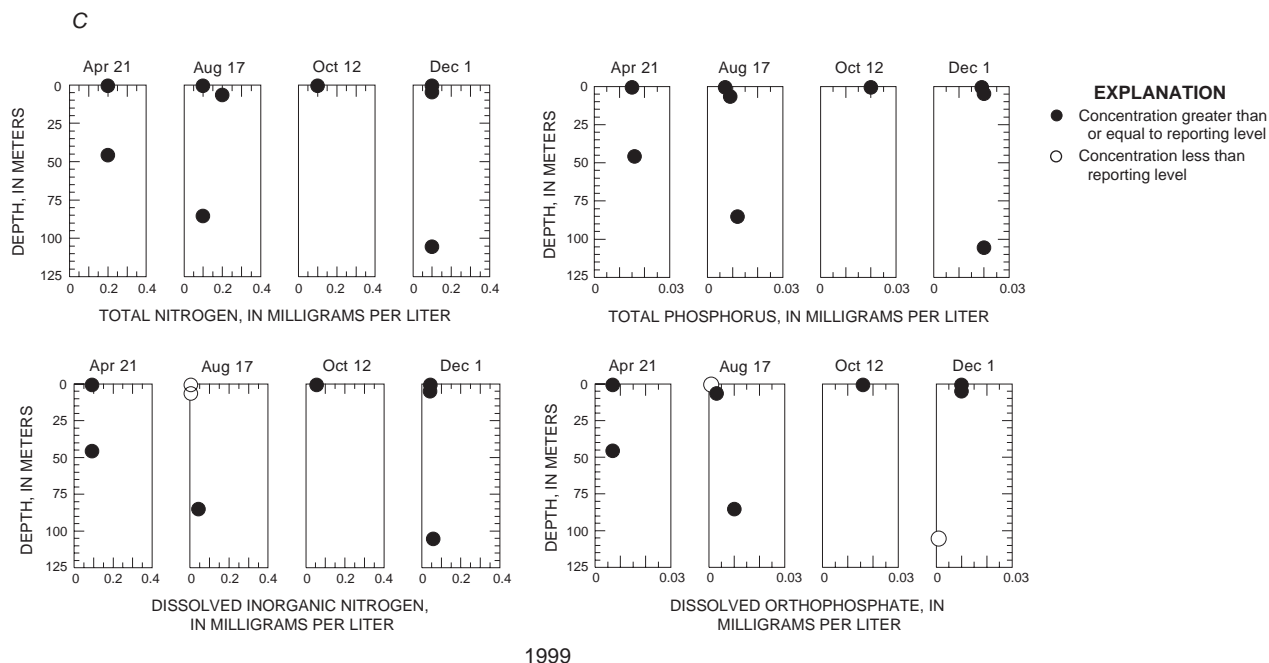 C
Apr 21 Aug 17 Oct 12 Dec 1
0
25
50
75
100
125
DEPTH, IN METERS
0 0.2 0.4 0 0.2 0.4 0 0.2 0.4 0 0.2 0.4
TOTAL NITROGEN, IN MILLIGRAMS PER LITER
Apr 21 Aug 17 Oct 12 Dec 1
0
25
50
75
100
125
DEPTH, IN METERS
0 0.03 0 0.03 0 0.03 0 0.03
TOTAL PHOSPHORUS, IN MILLIGRAMS PER LITER
EXPLANATION
Concentration greater than
or equal to reporting level
Concentration less than
reporting level
Apr 21 Aug 17 Oct 12 Dec 1
0
25
50
75
100
125
DEPTH, IN METERS
0 0.2 0.4 0 0.2 0.4 0 0.2 0.4 0 0.2 0.4
DISSOLVED INORGANIC NITROGEN,
IN MILLIGRAMS PER LITER
Apr 21 Aug 17 Oct 12 Dec 1
0
25
50
75
100
125
DEPTH, IN METERS
0 0.03 0 0.03 0 0.03 0 0.03
DISSOLVED ORTHOPHOSPHATE, IN
MILLIGRAMS PER LITER
1999